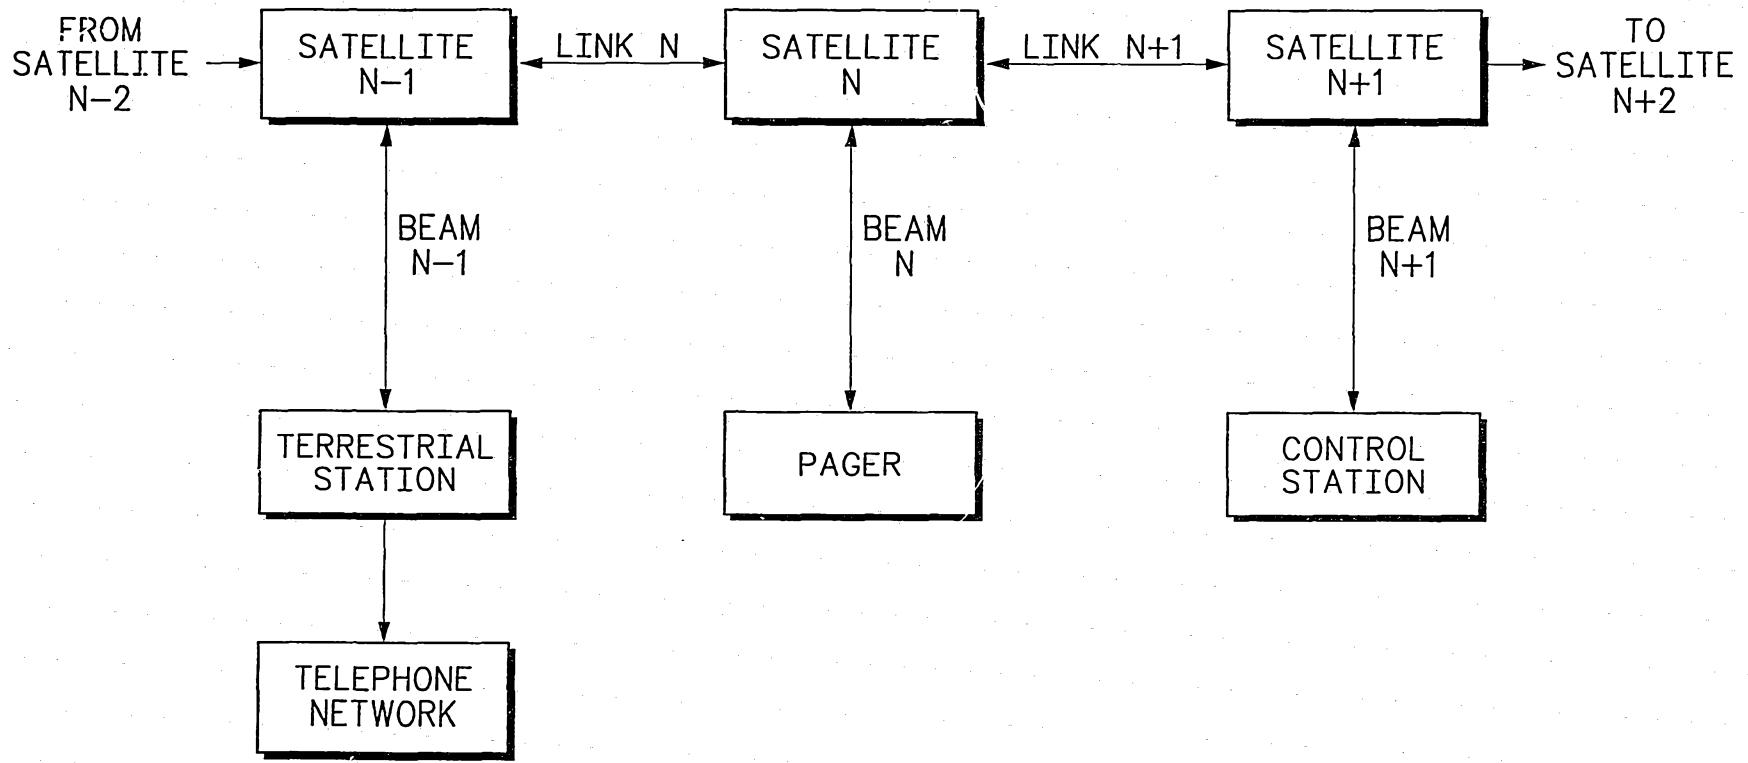 FROM
SATELLITE
N-2
SATELLITE
N-1
LINK N
SATELLITE
N
LINK N+1
SATELLITE
N+1
TO
SATELLITE
N+2
BEAM
N-1
BEAM
N
BEAM
N+1
TERRESTRIAL
STATION
PAGER
CONTROL
STATION
TELEPHONE
NETWORK